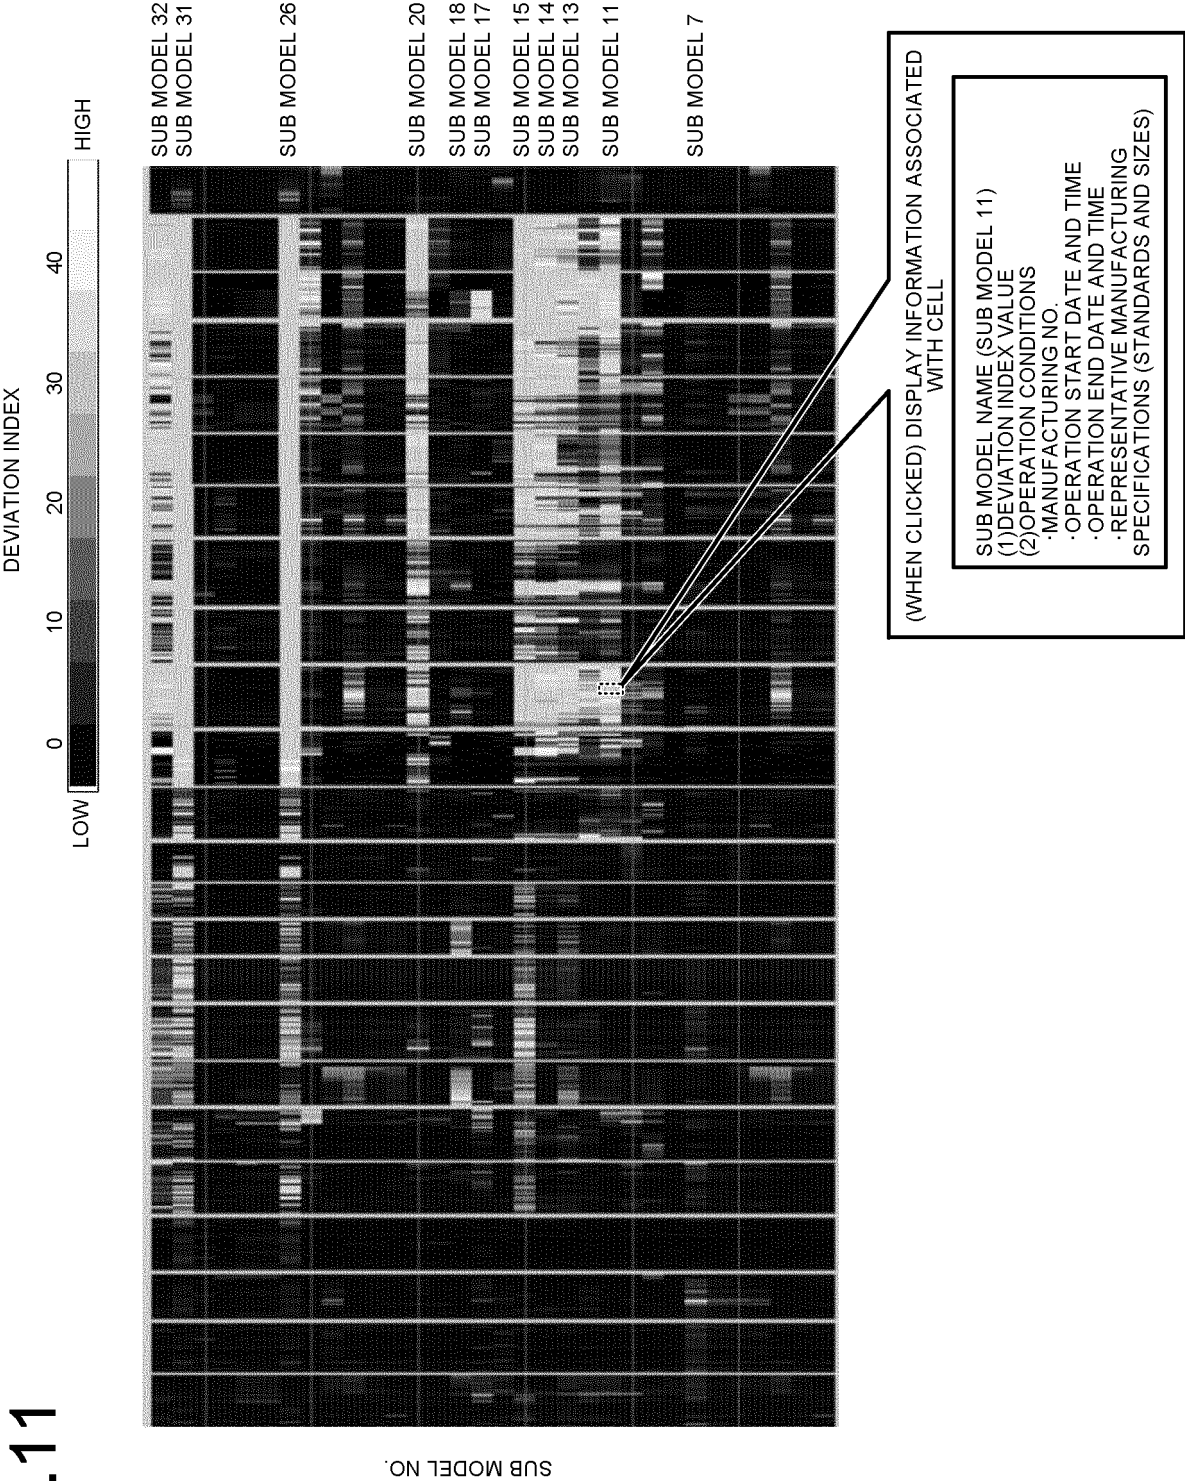 .11
DEVIATION INDEX
LOW
0
10
20
30
40
HIGH
SUB MODEL NO.
SUB MODEL 32
SUB MODEL 31
SUB MODEL 26
SUB MODEL 20
SUB MODEL 18
SUB MODEL 17
SUB MODEL 15
SUB MODEL 14
SUB MODEL 13
SUB MODEL 11
SUB MODEL 7
(WHEN CLICKED) DISPLAY INFORMATION ASSOCIATED
WITH CELL
SUB MODEL NAME (SUB MODEL 11)
(1)DEVIATION INDEX VALUE
(2)OPERATION CONDITIONS
·MANUFACTURING NO.
·OPERATION START DATE AND TIME
·OPERATION END DATE AND TIME
·REPRESENTATIVE MANUFACTURING
SPECIFICATIONS (STANDARDS AND SIZES)